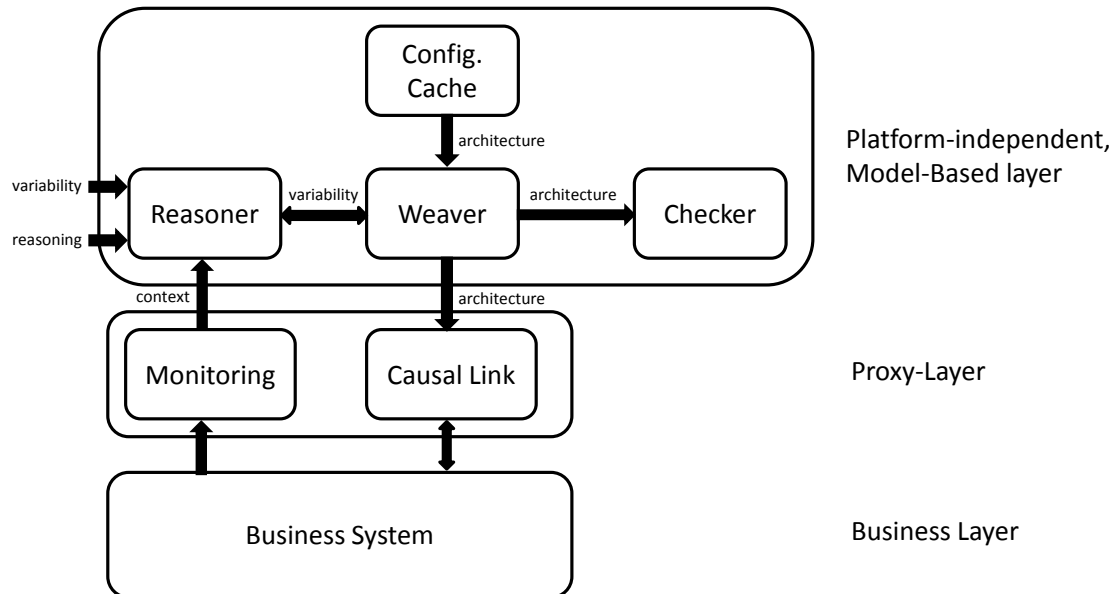 Config.
Cache
architecture
Platform-independent,
Model-Based layer
variability
reasoning
Reasoner
variability
Weaver
architecture
Checker
context
architecture
Monitoring
Causal Link
Proxy-Layer
Business System
Business Layer